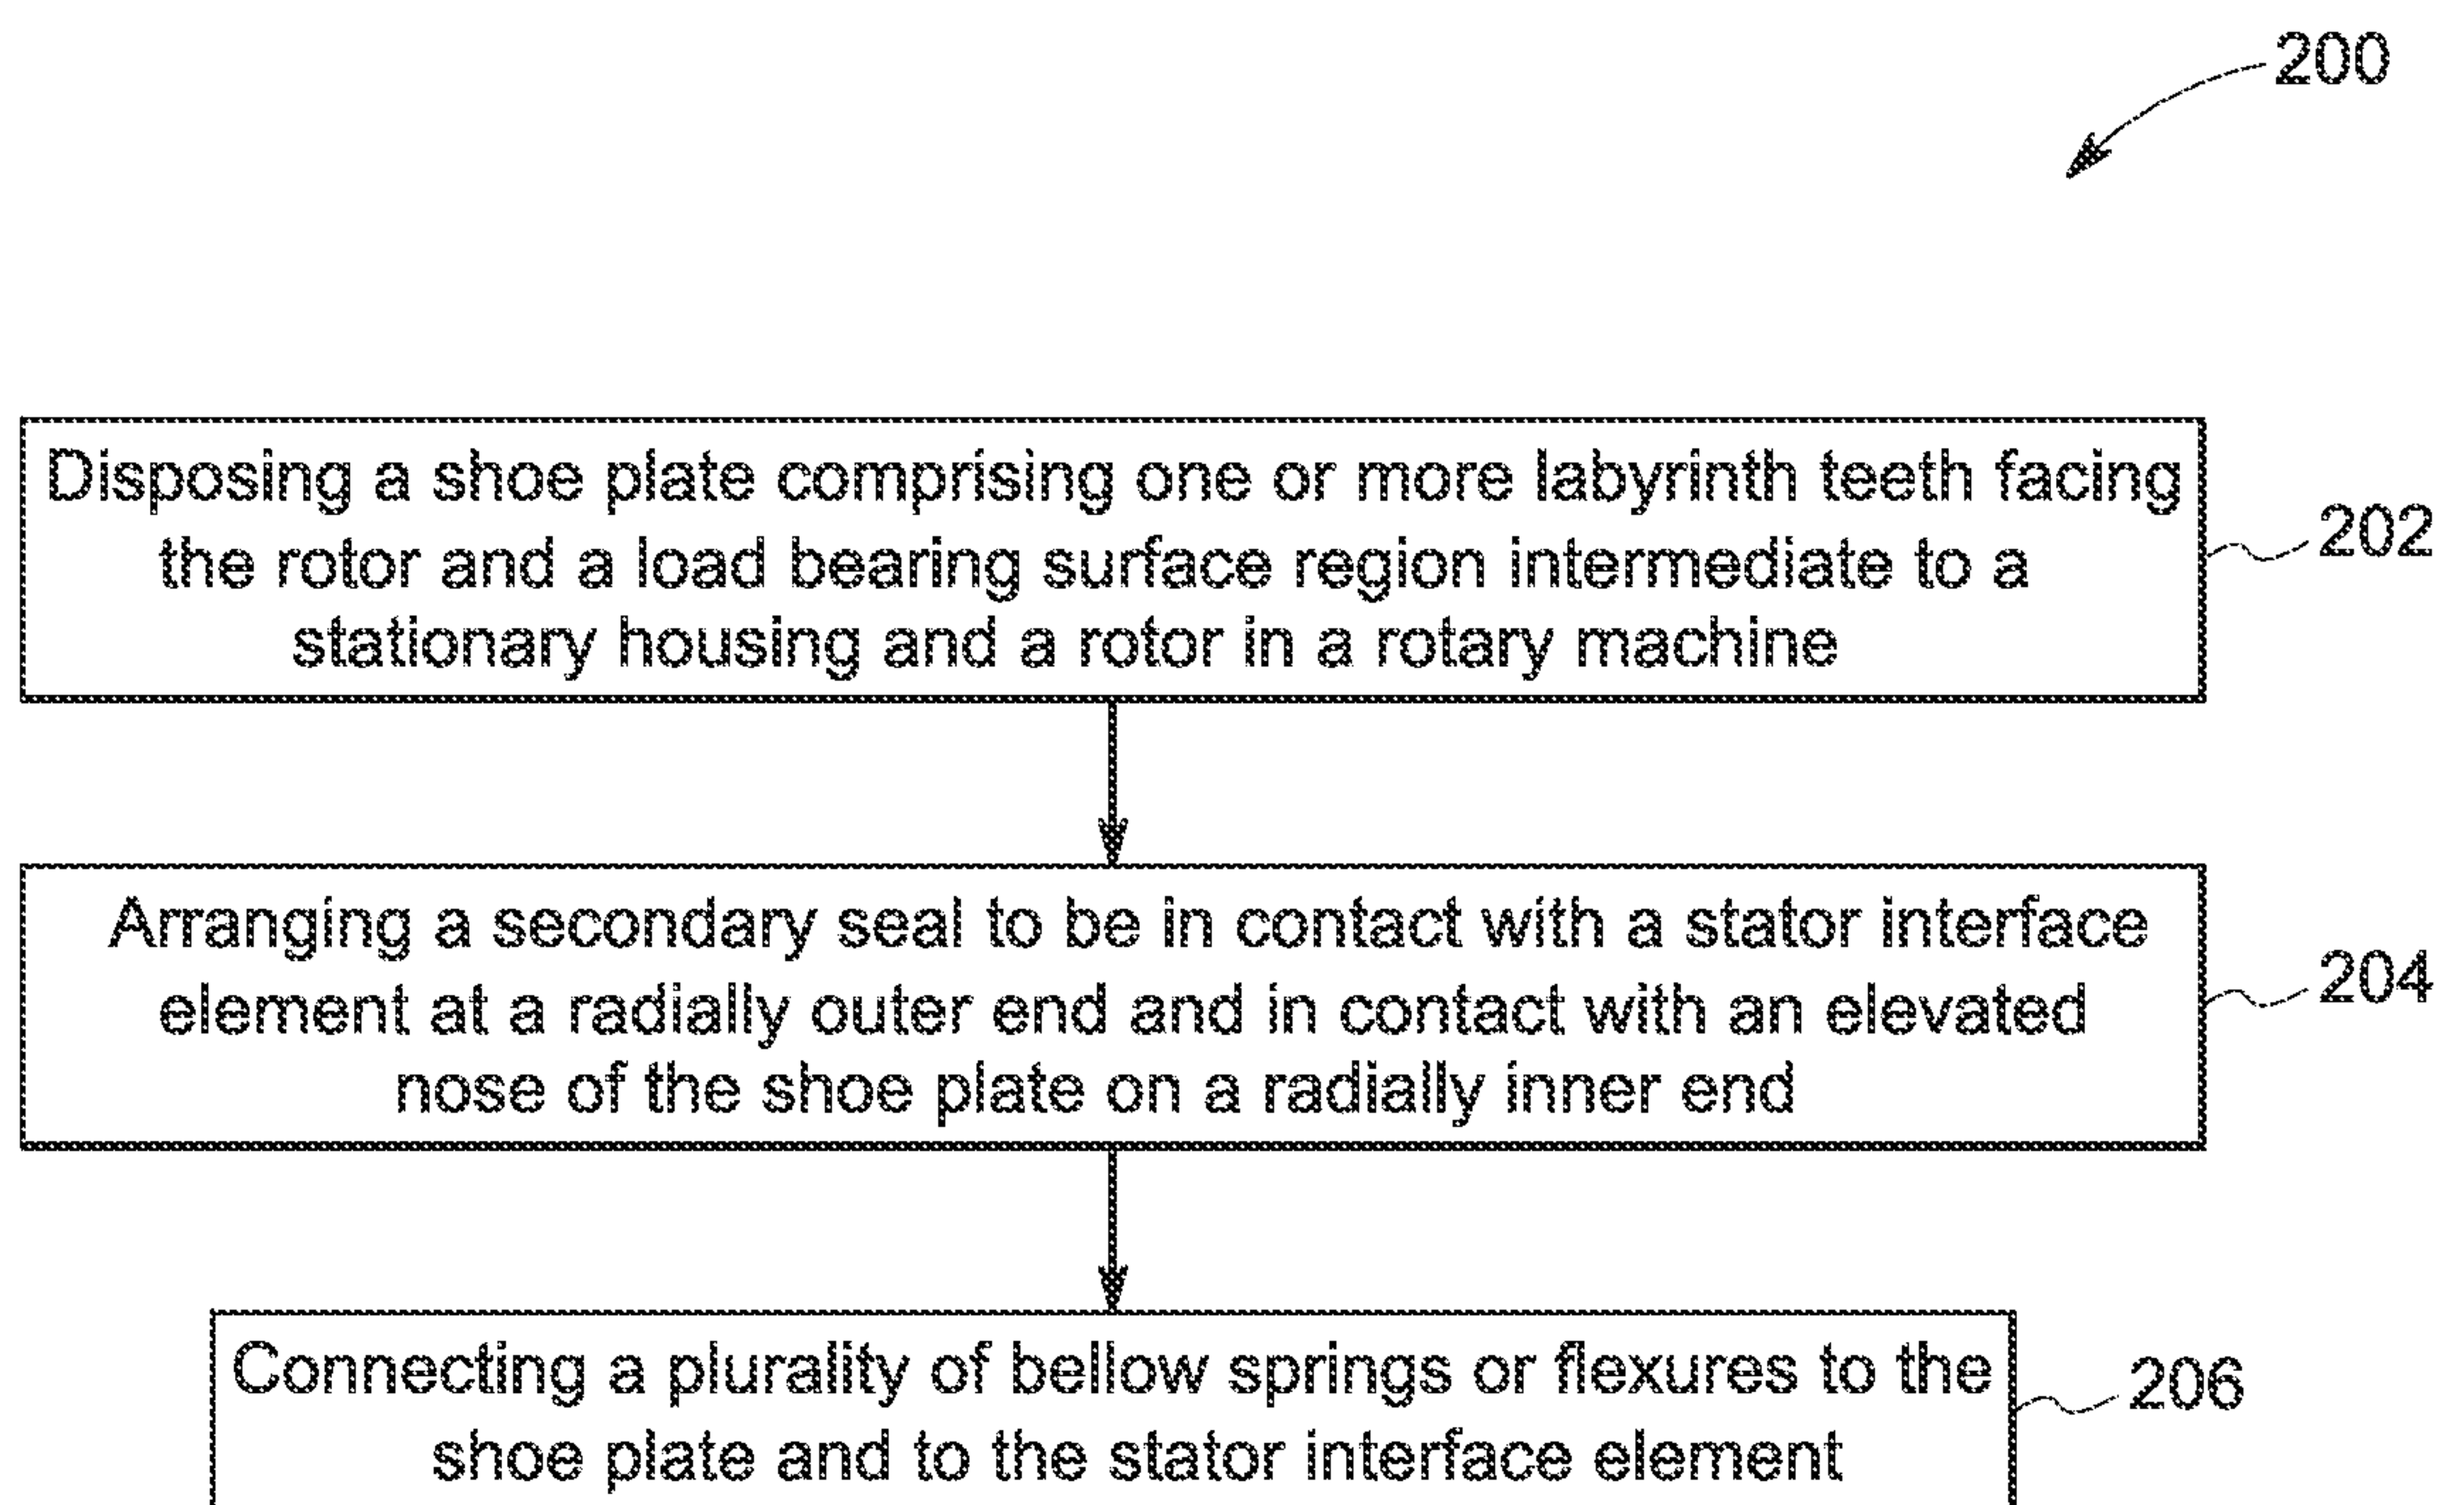 200
Disposing a shoe plate comprising one or more labyrinth teeth facing
the rotor and a load bearing surface region intermediate to a
stationary housing and a rotor in a rotary machine
202
Arranging a secondary seal to be in contact with a stator interface
element at a radially outer end and in contact with an elevated
nose of the shoe plate on a radially inner end
204
Connecting a plurality of bellow springs or flexures to the
shoe plate and to the stator interface element
206